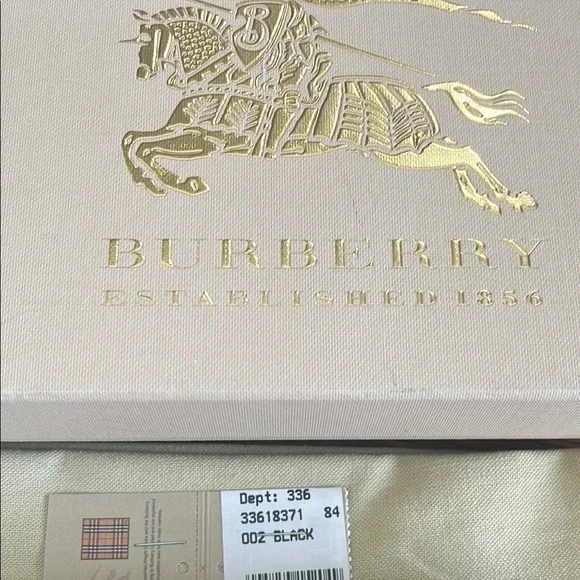 B
BURBERRY
ESTABLISHED 1856
Dept: 336
33618371 84
002 BLACK